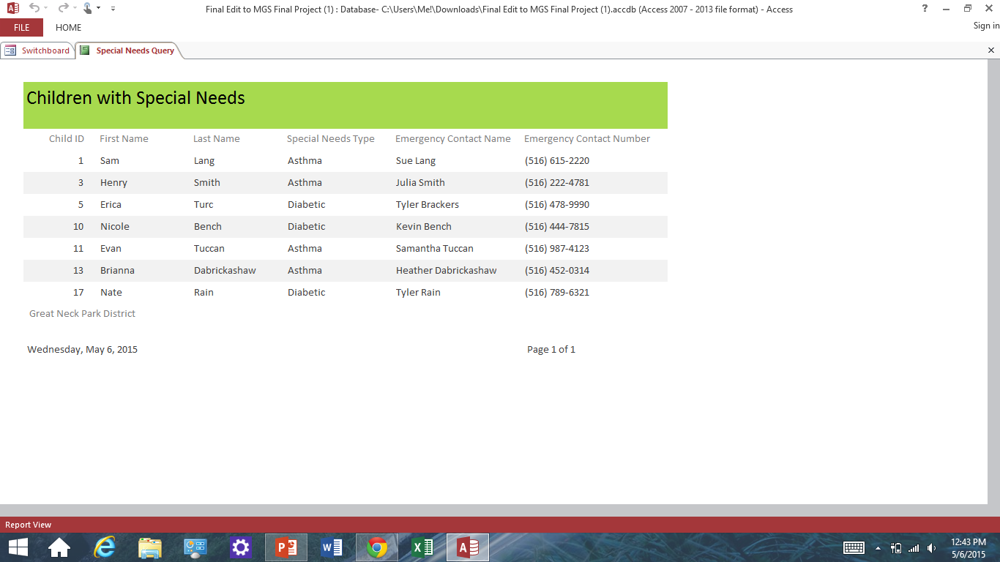 Final Edit to MGS Final Project (1) : Database- C:\Users\Me!\Downloads\Final Edit to MGS Final Project (1).accdb (Access 2007 - 2013 file format) - Access
FILE HOME Sign in
Switchboard Special Needs Query
Children with Special Needs
Child ID First Name Last Name Special Needs Type Emergency Contact Name Emergency Contact Number
1 Sam Lang Asthma Sue Lang (516) 615-2220
3 Henry Smith Asthma Julia Smith (516) 222-4781
5 Erica Turc Diabetic Tyler Brackers (516) 478-9990
10 Nicole Bench Diabetic Kevin Bench (516) 444-7815
11 Evan Tuccan Asthma Samantha Tuccan (516) 987-4123
13 Brianna Dabrickashaw Asthma Heather Dabrickashaw (516) 452-0314
17 Nate Rain Diabetic Tyler Rain (516) 789-6321
Great Neck Park District
Wednesday, May 6, 2015 Page 1 of 1
Report View
12:43 PM
5/6/2015